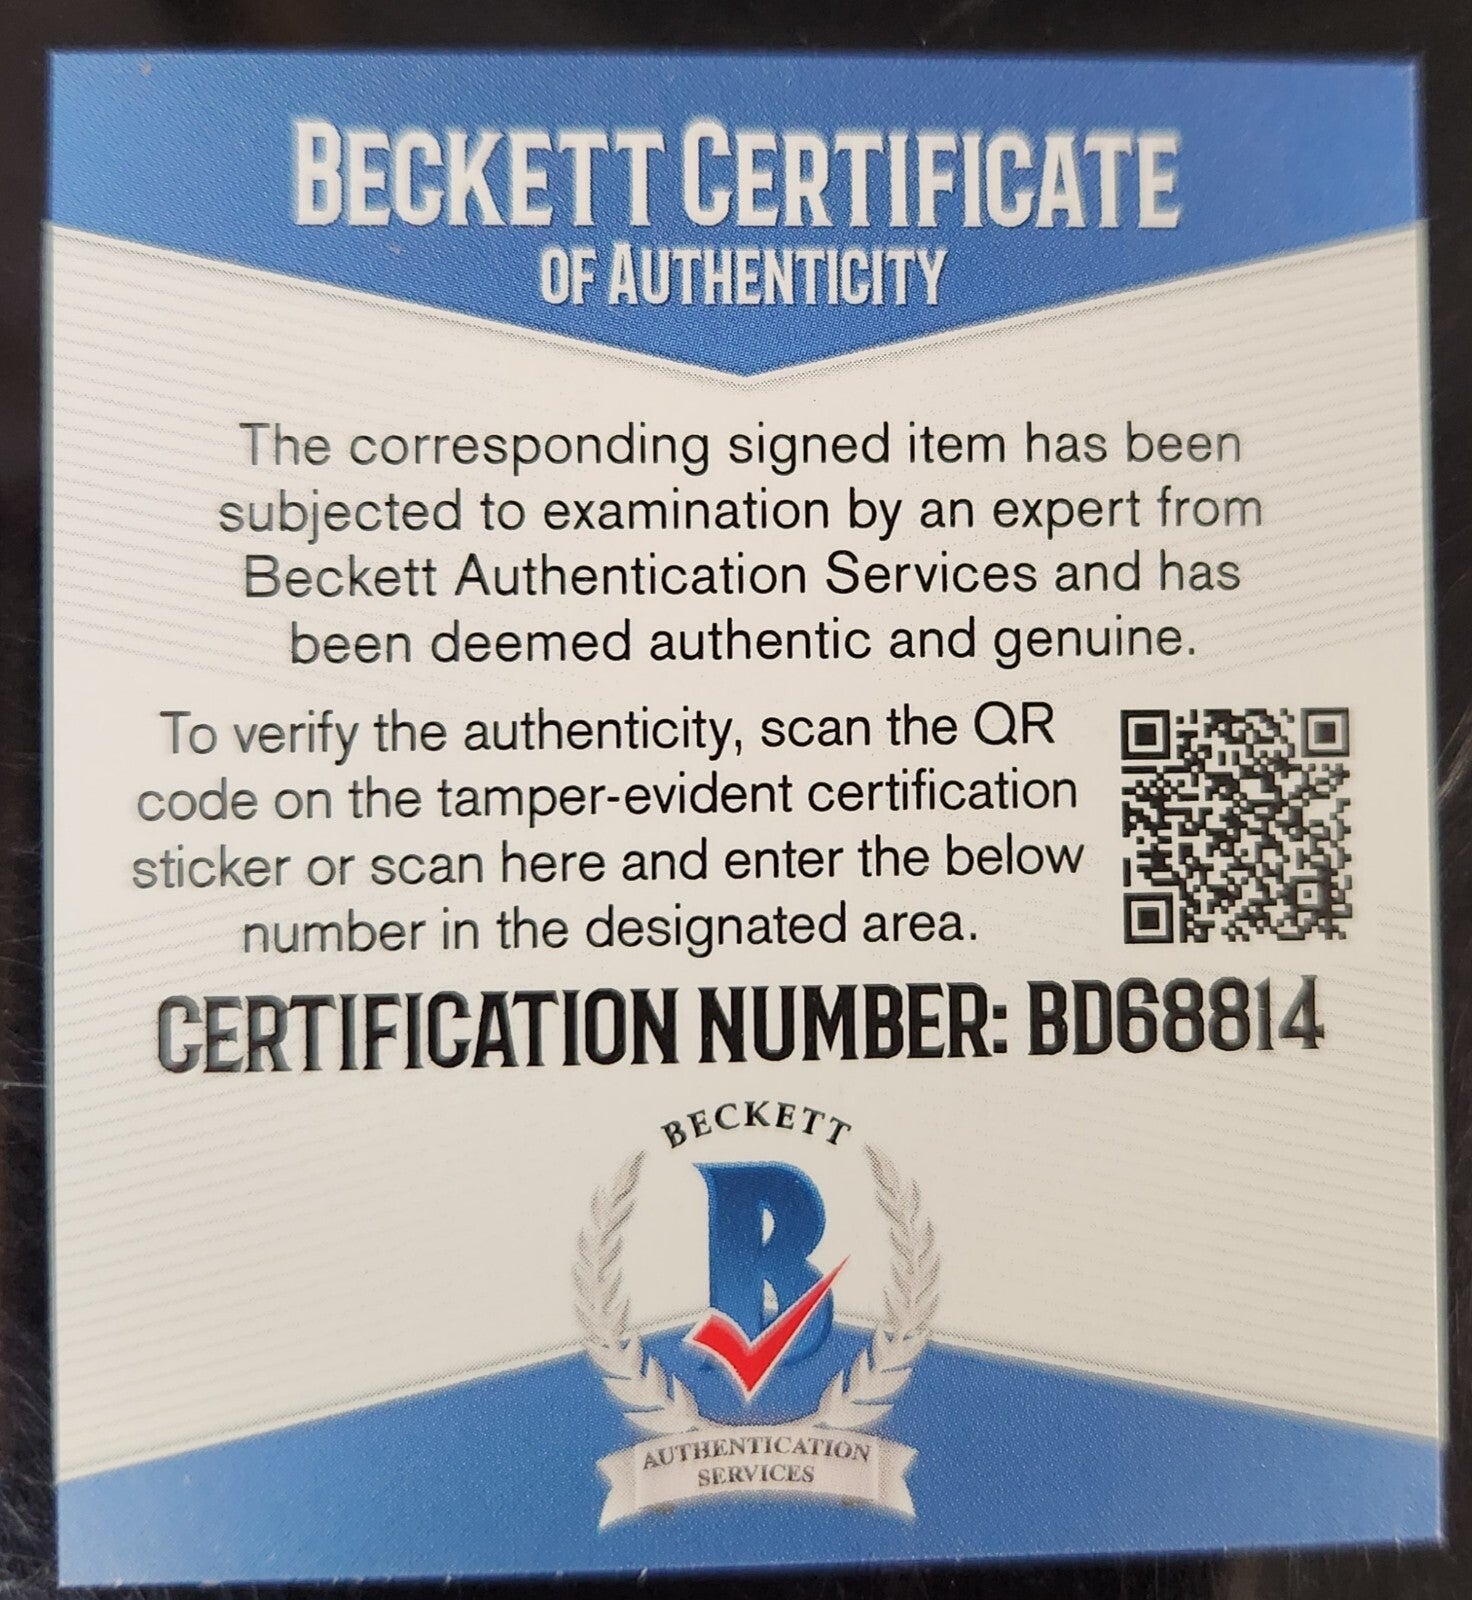 BECKETT CERTIFICATE
OF AUTHENTICITY
The corresponding signed item has been
subjected to examination by an expert from
Beckett Authentication Services and has
been deemed authentic and genuine.
To verify the authenticity, scan the QR
code on the tamper-evident certification
sticker or scan here and enter the below
number in the designated area.
CERTIFICATION NUMBER: BD68814
BECKETT
B
AUTHENTICATION
SERVICES